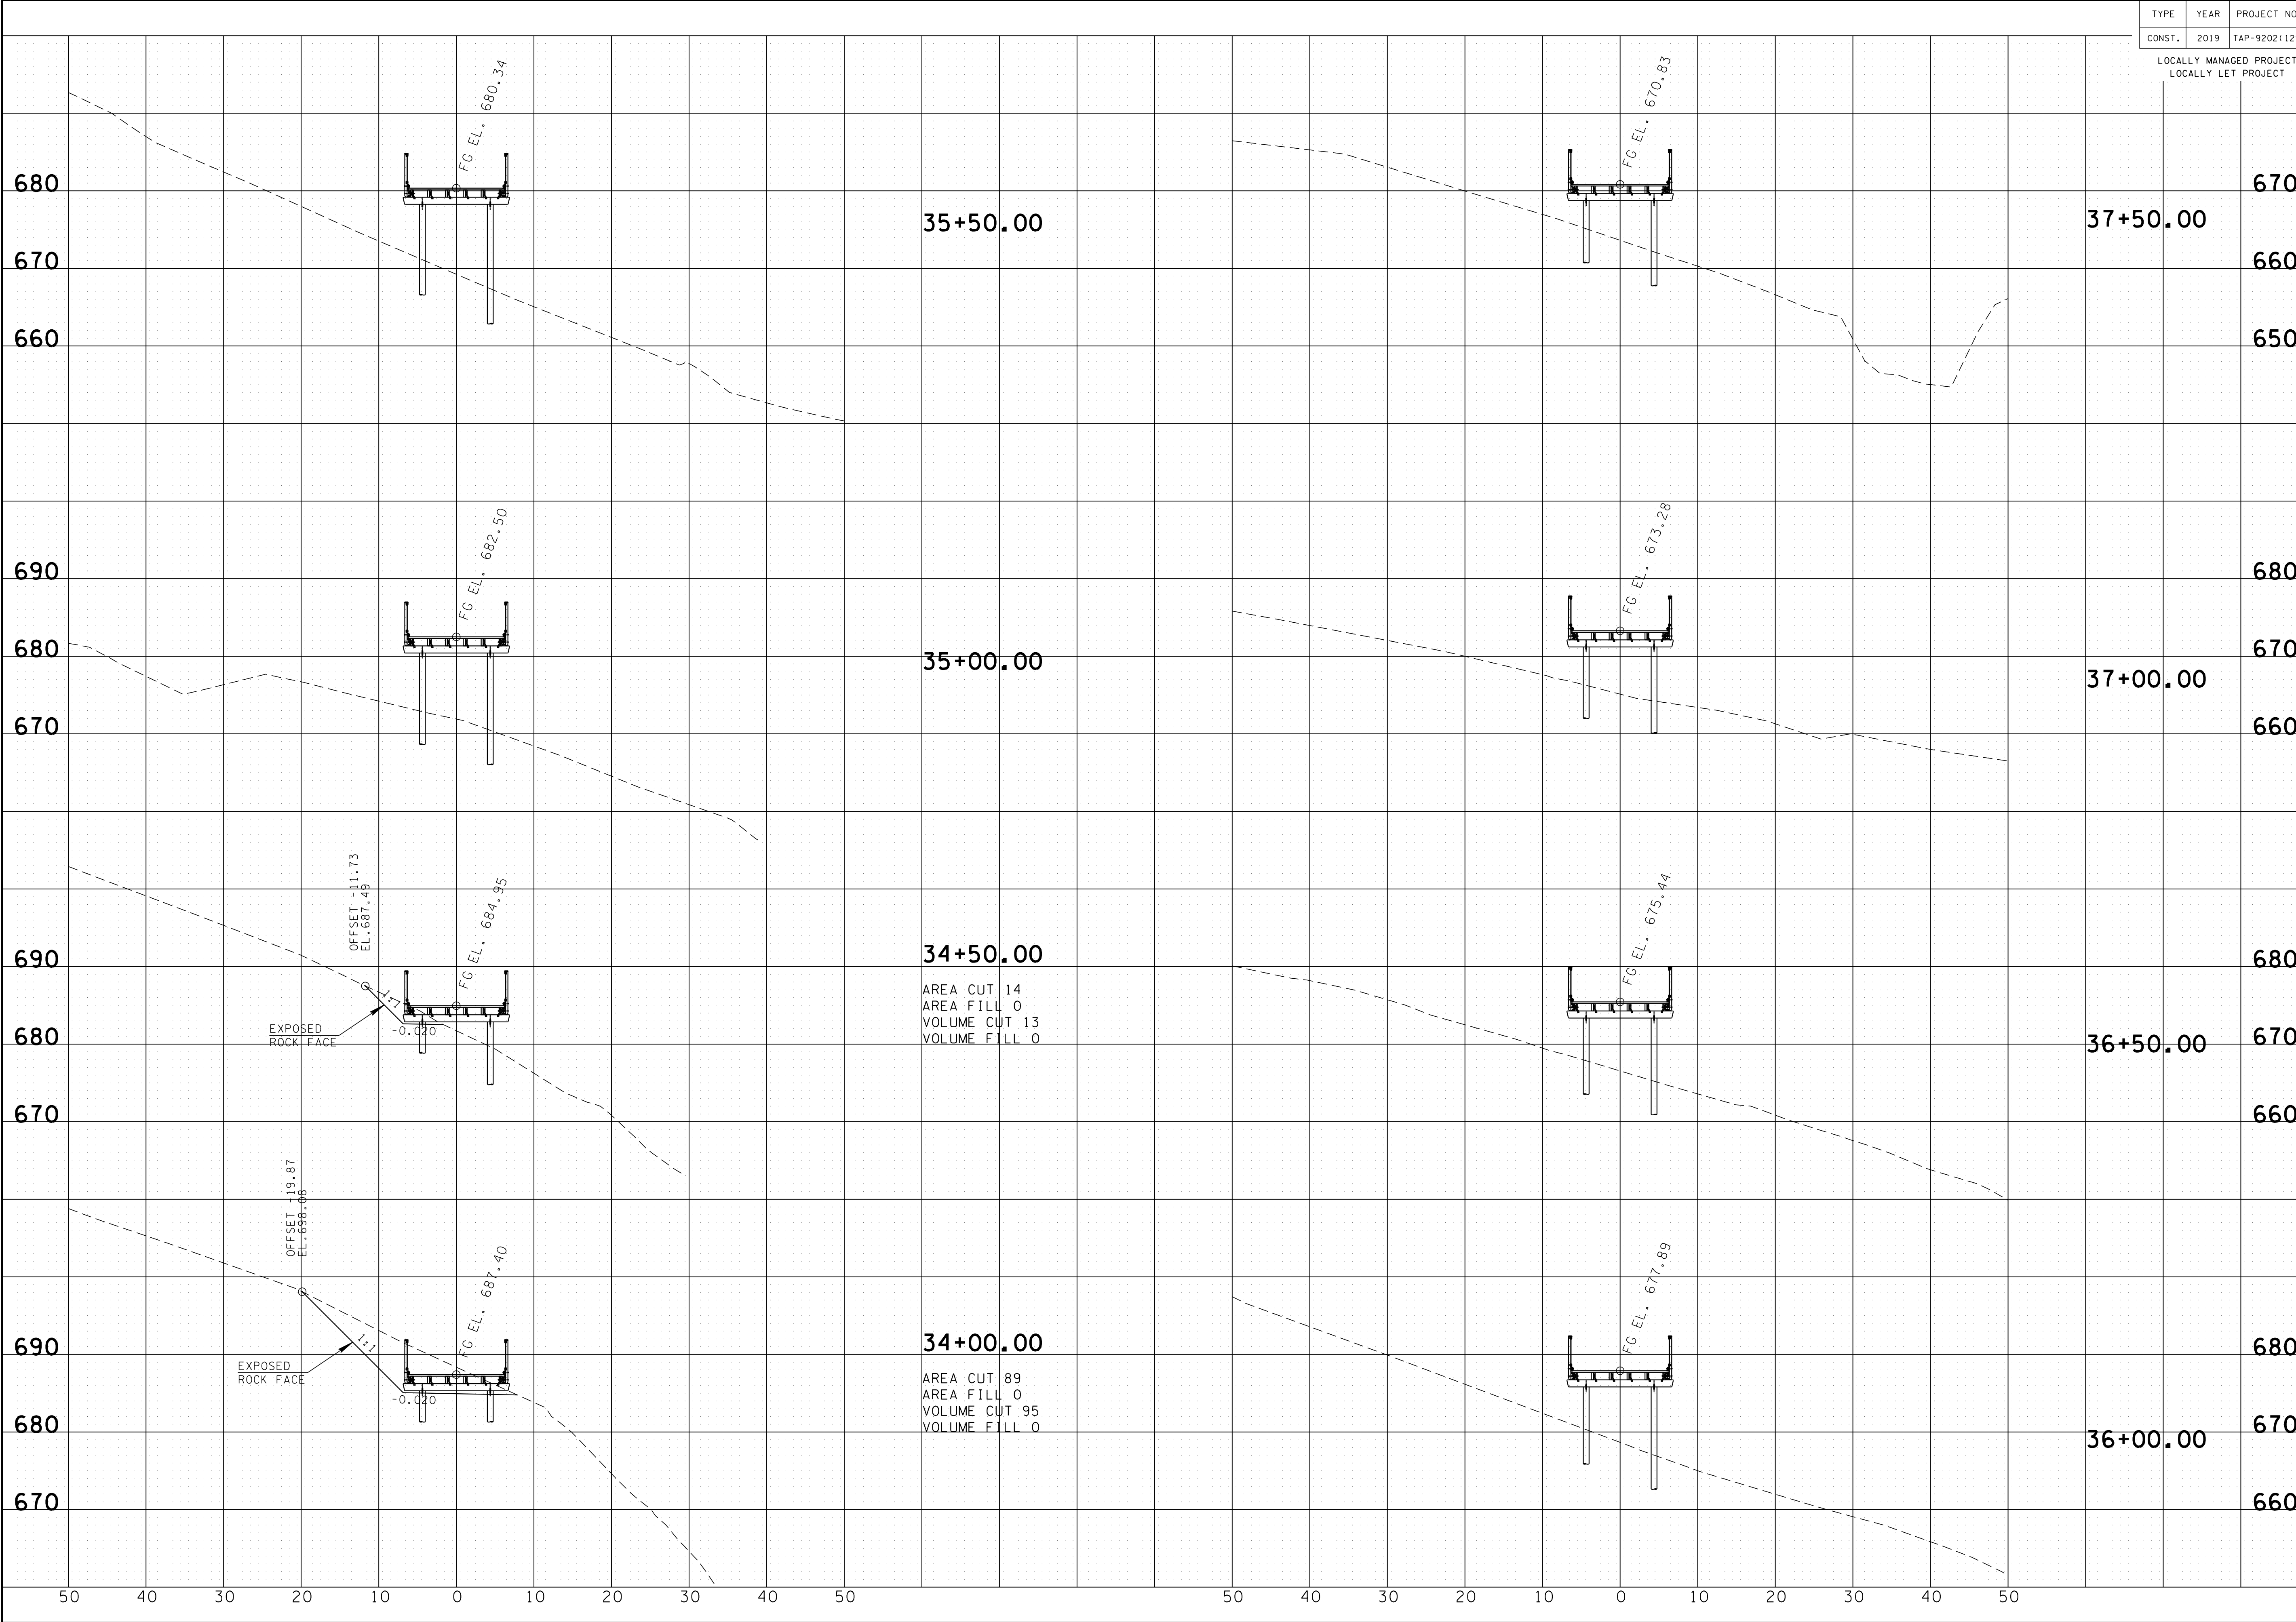 TYPE YEAR PROJECT NO
CONST. 2019 TAP-9202(12
LOCALLY MANAGED PROJECT
LOCALLY LET PROJECT
FG EL. 680.34
680
670
660
35+50.00
FG EL. 682.50
690
680
670
35+00.00
OFFSET -11.73
EL.687.49
FG EL. 684.95
1:1
EXPOSED
ROCK FACE
-0.020
690
680
670
34+50.00
AREA CUT 14
AREA FILL 0
VOLUME CUT 13
VOLUME FILL 0
OFFSET -19.87
EL.698.08
FG EL. 687.40
1:1
EXPOSED
ROCK FACE
-0.020
690
680
670
34+00.00
AREA CUT 89
AREA FILL 0
VOLUME CUT 95
VOLUME FILL 0
50 40 30 20 10 0 10 20 30 40 50
FG EL. 670.83
670
660
650
37+50.00
FG EL. 673.28
680
670
660
37+00.00
FG EL. 675.44
680
670
660
36+50.00
FG EL. 677.89
680
670
660
36+00.00
50 40 30 20 10 0 10 20 30 40 50